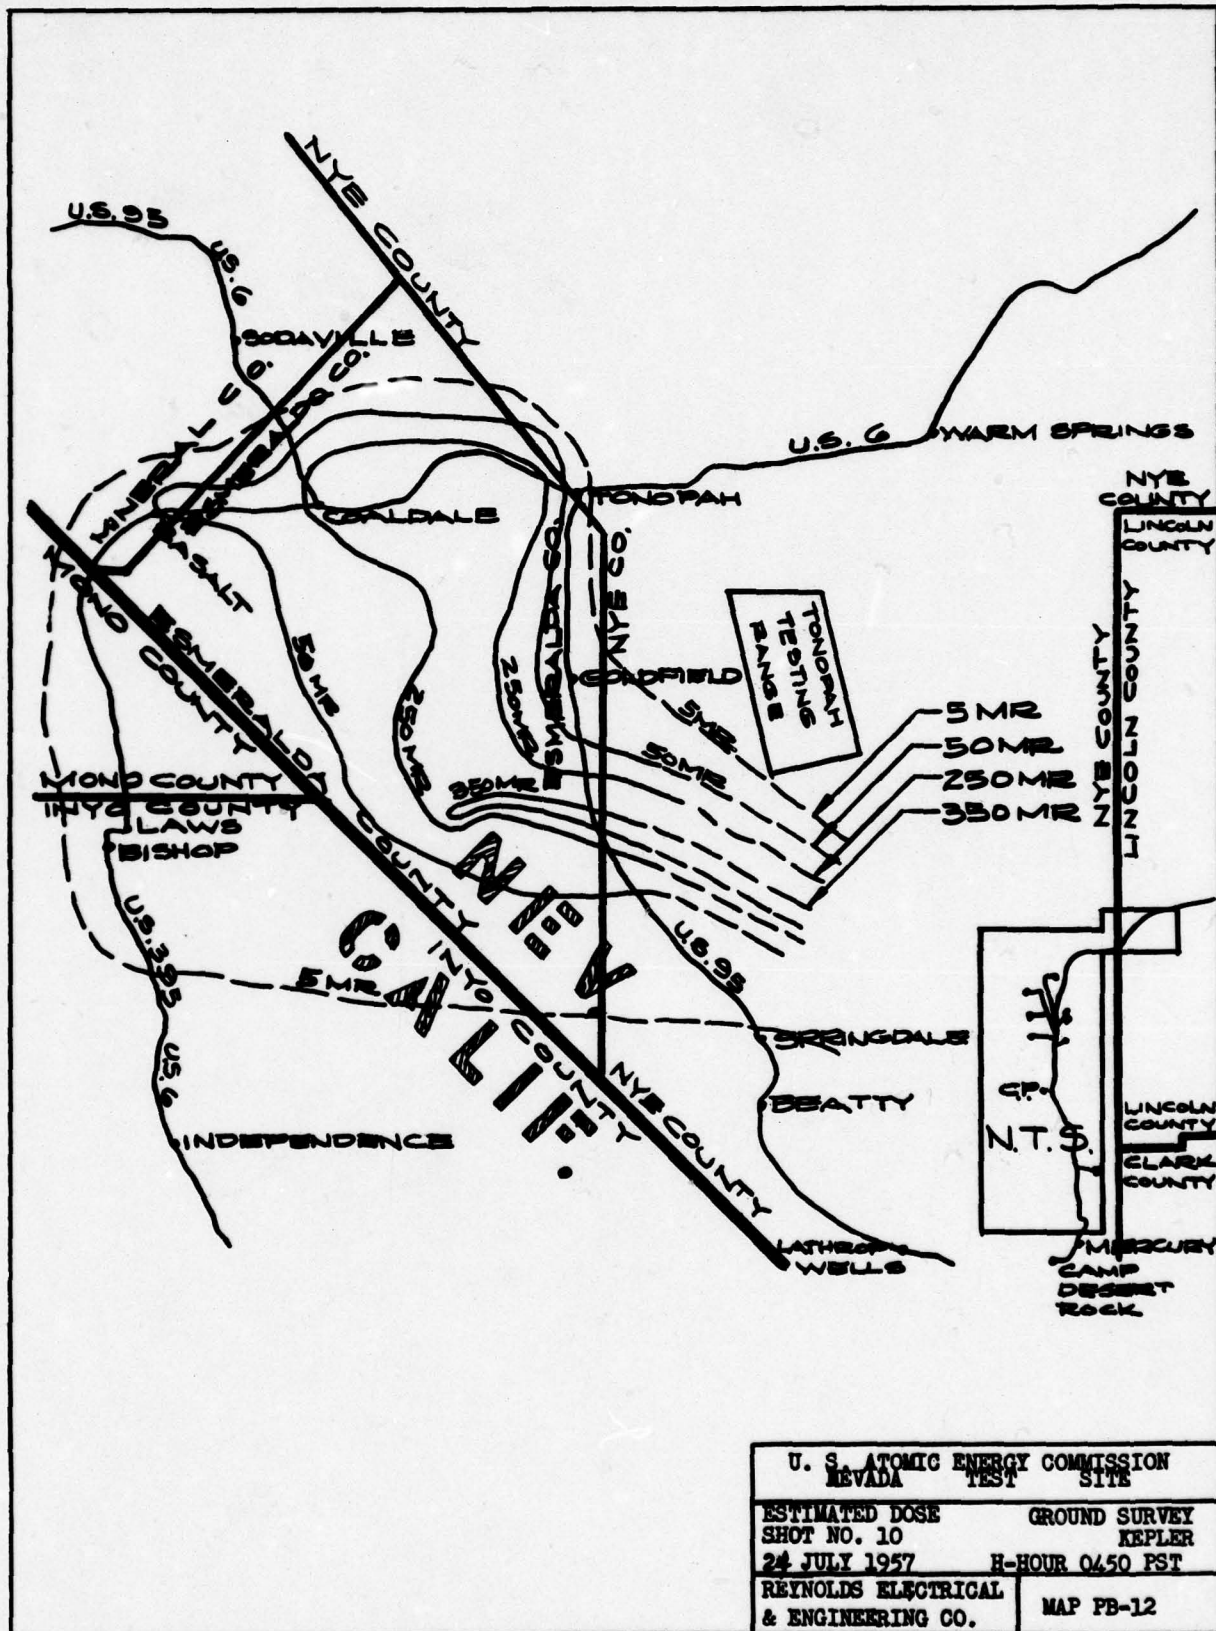 NYE COUNTY
U.S. 95
U.S. 6
SODAVILLE
MINERAL CO.
ESMERALDO CO.
U.S. 6
WARM SPRINGS
NYE
COUNTY
LINCOLN
COUNTY
TONOPAH
COALDALE
BASALT
ESMERALDA CO.
NYE CO.
MONO COUNTY
ESMERALDA COUNTY
TONOPAH
TESTING
RANGE
NYE COUNTY
LINCOLN COUNTY
50 MR
250 MR
250 MR
GOLDFIELD
5 MR
50 MR
350 MR
5 MR
50 MR
250 MR
350 MR
MONO COUNTY
INYO COUNTY
LAWS
BISHOP
NEV
CALIF.
U.S. 395
U.S. 6
5 MR
INYO COUNTY
U.S. 95
SPRINGDALE
BEATTY
NYE COUNTY
INDEPENDENCE
C.P.
N.T.S.
LINCOLN
COUNTY
CLARK
COUNTY
LATHROP
WELLS
MERCURY
CAMP
DESERT
ROCK
U. S. ATOMIC ENERGY COMMISSION
NEVADA TEST SITE
ESTIMATED DOSE GROUND SURVEY
SHOT NO. 10 KEPLER
24 JULY 1957 H-HOUR 0450 PST
REYNOLDS ELECTRICAL
& ENGINEERING CO.
MAP PB-12